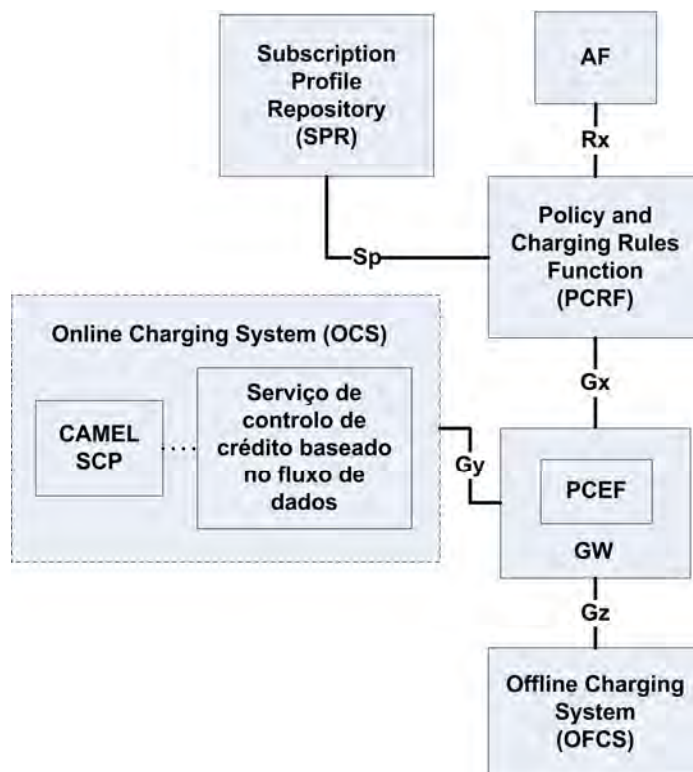 Subscription
Profile
Repository
(SPR)
AF
Rx
Policy and
Charging Rules
Function
(PCRF)
Sp
Online Charging System (OCS)
CAMEL
SCP
Serviço de
controlo de
crédito baseado
no fluxo de
dados
Gx
Gy
PCEF
GW
Gz
Offline Charging
System
(OFCS)